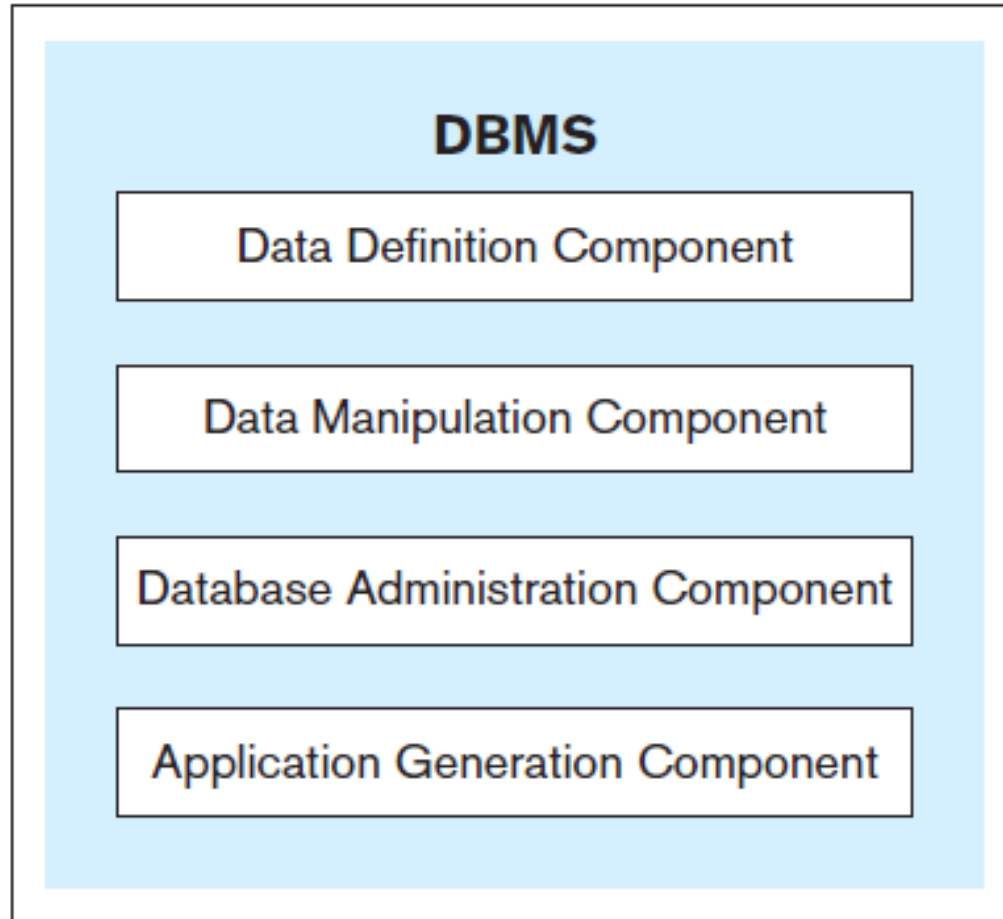 DBMS
Data Definition Component
Data Manipulation Component
Database Administration Component
Application Generation Component